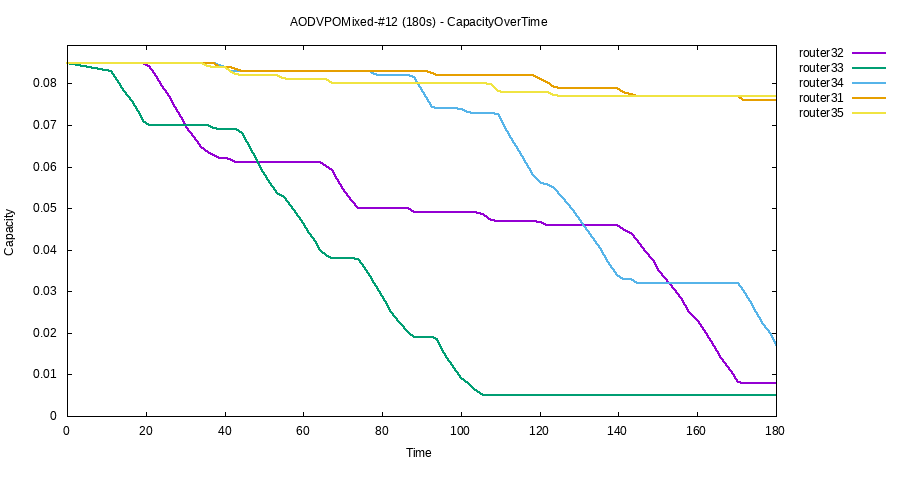 AODVPOMixed-#12 (180s) - CapacityOverTime
router32
router33
router34
router31
router35
0.08
0.07
0.06
0.05
0.04
0.03
0.02
0.01
0
Capacity
0 20 40 60 80 100 120 140 160 180
Time